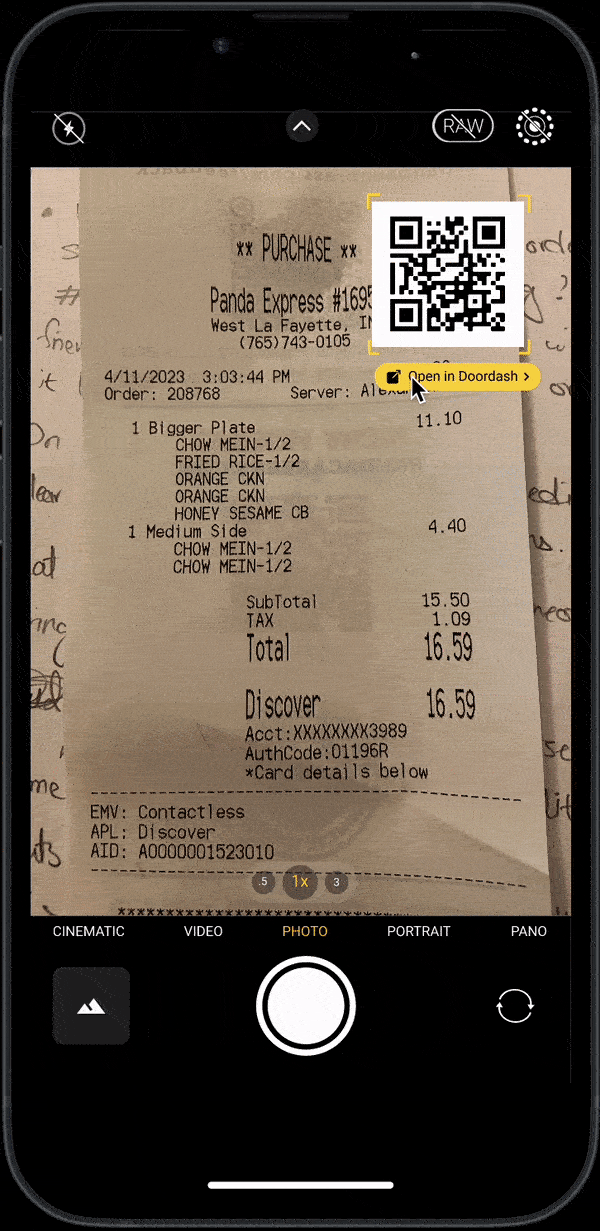 RAW
** PURCHASE **
Panda Express #1695
West La Fayette, IN
(765)743-0105
Open in Doordash
4/11/2023 3:03:44 PM
Order: 208768 Server:
1 Bigger Plate 11.10
CHOW MEIN-1/2
FRIED RICE-1/2
ORANGE CKN
ORANGE CKN
HONEY SESAME CB
1 Medium Side 4.40
CHOW MEIN-1/2
CHOW MEIN-1/2
SubTotal 15.50
TAX 1.09
Total 16.59
Discover 16.59
Acct:XXXXXXXX3989
AuthCode:01196R
*Card details below
EMV: Contactless
APL: Discover
AID: A0000001523010
.5 1x 3
CINEMATIC VIDEO PHOTO PORTRAIT PANO